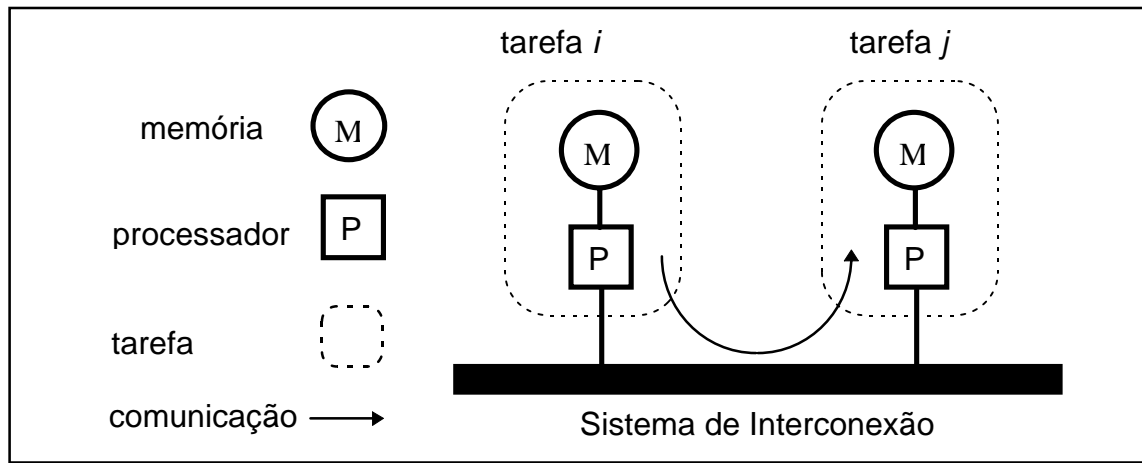 tarefa i
tarefa j
memória
M
M
M
processador
P
P
P
tarefa
comunicação
Sistema de Interconexão